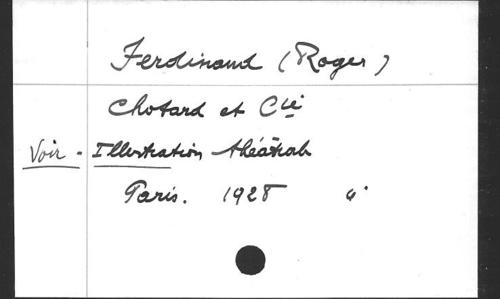 Ferdinand (Roger)
Chotard et Cie
Voir - Illustration théâtrale
Paris. 1928 4°